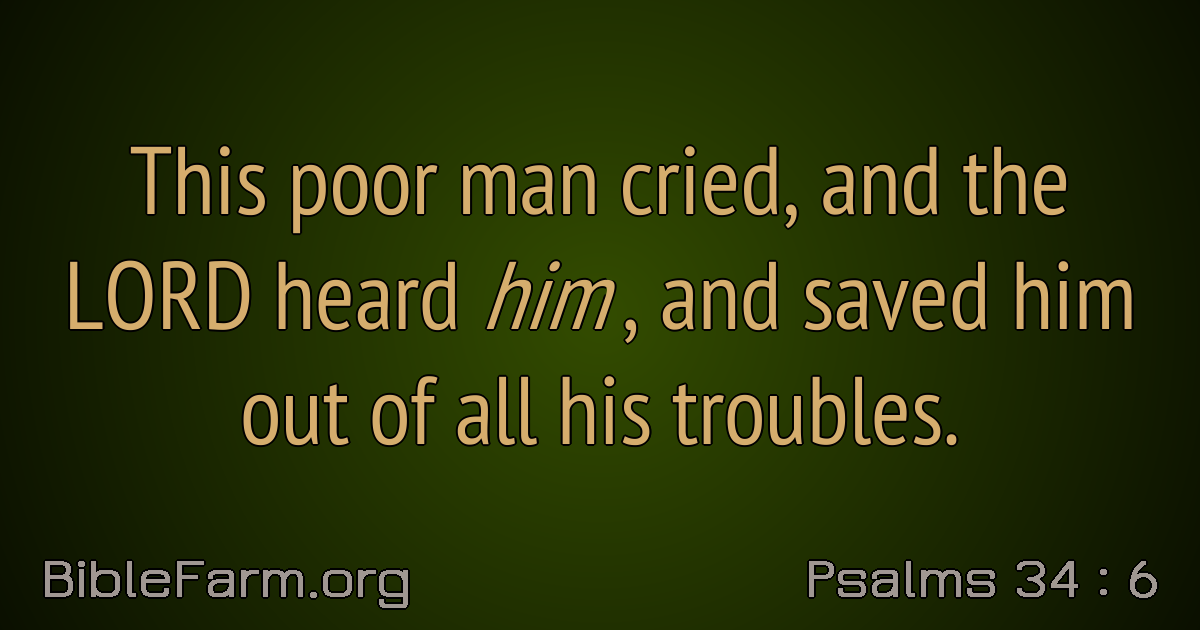 This poor man cried, and the
LORD heard him, and saved him
out of all his troubles.
BibleFarm.org
Psalms 34 : 6